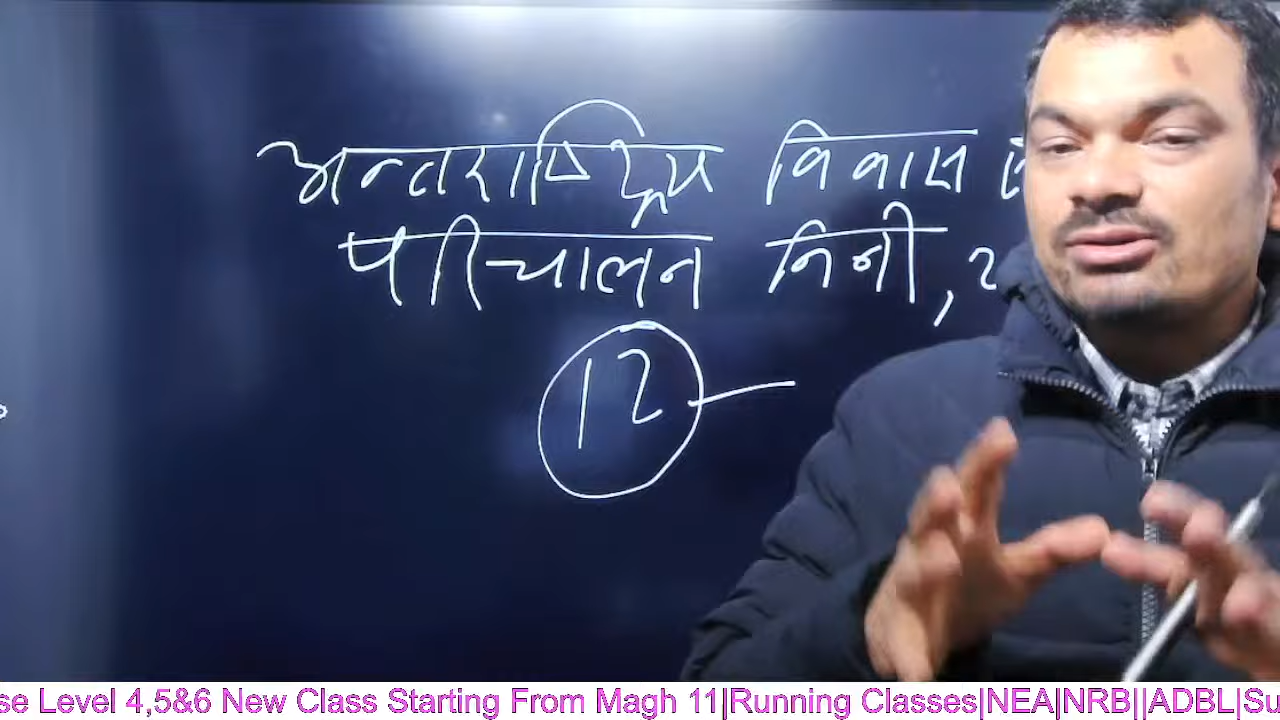 अन्तराष्ट्रिय विकास
परिचालन निती,
12
se Level 4,5&6 New Class Starting From Magh 11|Running Classes|NEA|NRB||ADBL|Su